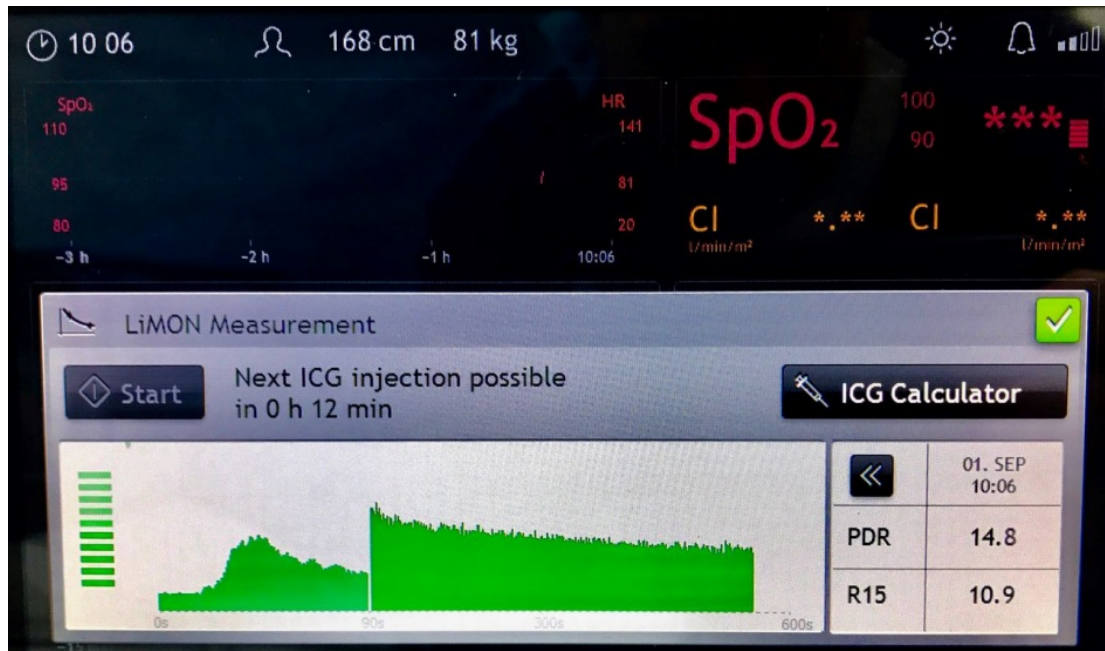 10 06 168 cm 81 kg
SpO₂ HR
110 141
95 81
80 20
-3 h -2 h -1 h 10:06
SpO₂ 100 ***
90
CI *.** CI *.**
l/min/m² l/min/m²
LiMON Measurement
Start
Next ICG injection possible
in 0 h 12 min
ICG Calculator
0s 90s 300s 600s
01. SEP
10:06
PDR 14.8
R15 10.9